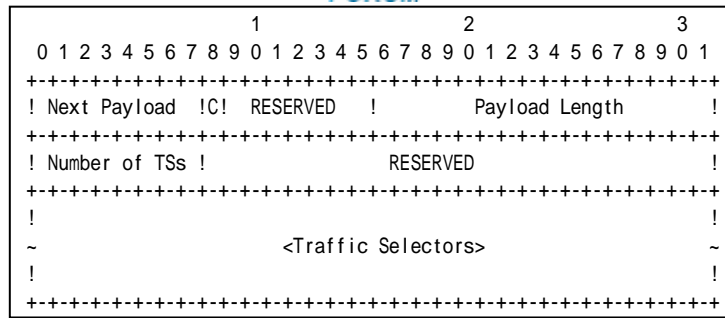 1                   2                   3
 0 1 2 3 4 5 6 7 8 9 0 1 2 3 4 5 6 7 8 9 0 1 2 3 4 5 6 7 8 9 0 1
+-+-+-+-+-+-+-+-+-+-+-+-+-+-+-+-+-+-+-+-+-+-+-+-+-+-+-+-+-+-+-+-+
! Next Payload  !C!  RESERVED   !         Payload Length        !
+-+-+-+-+-+-+-+-+-+-+-+-+-+-+-+-+-+-+-+-+-+-+-+-+-+-+-+-+-+-+-+-+
! Number of TSs !                 RESERVED                      !
+-+-+-+-+-+-+-+-+-+-+-+-+-+-+-+-+-+-+-+-+-+-+-+-+-+-+-+-+-+-+-+-+
!                                                               !
~                       <Traffic Selectors>                     ~
!                                                               !
+-+-+-+-+-+-+-+-+-+-+-+-+-+-+-+-+-+-+-+-+-+-+-+-+-+-+-+-+-+-+-+-+